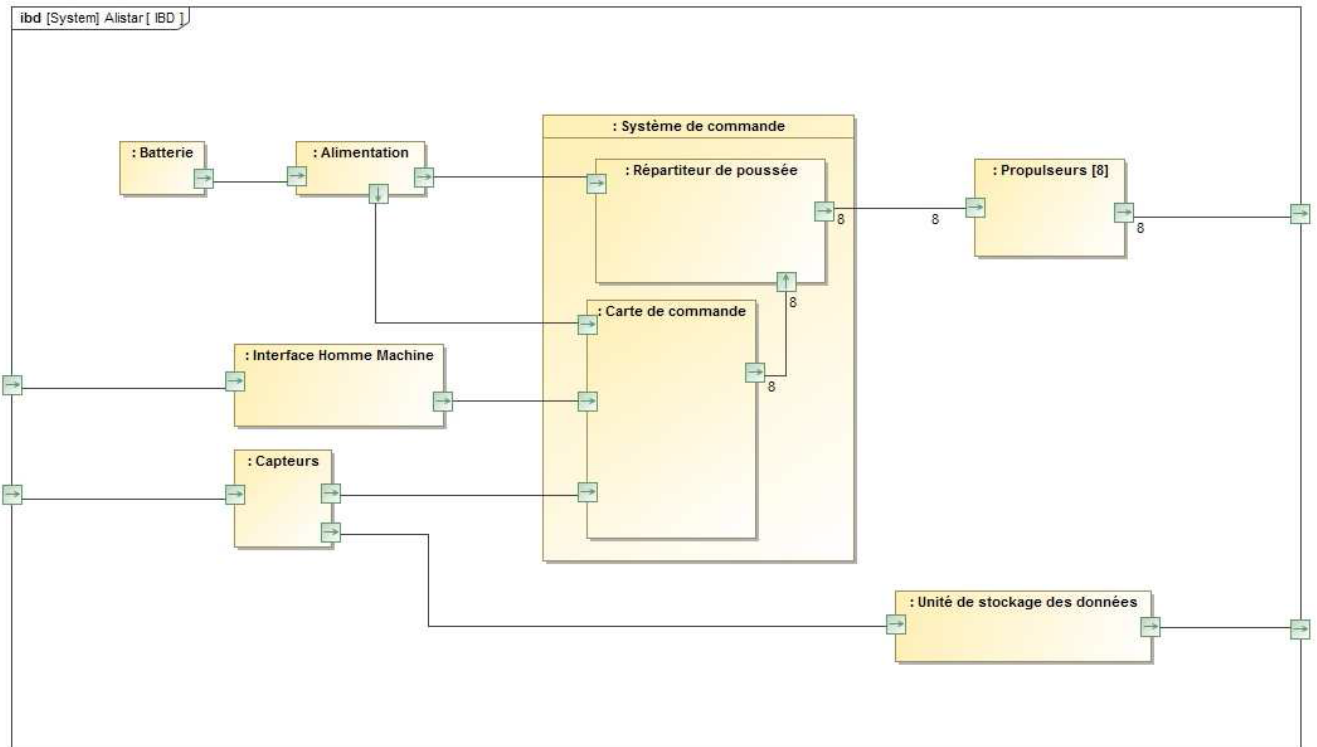 ibd [System] Alistar [ IBD ]
: Système de commande
: Batterie
: Alimentation
: Répartiteur de poussée
: Propulseurs [8]
8
8
8
8
: Carte de commande
: Interface Homme Machine
8
: Capteurs
: Unité de stockage des données